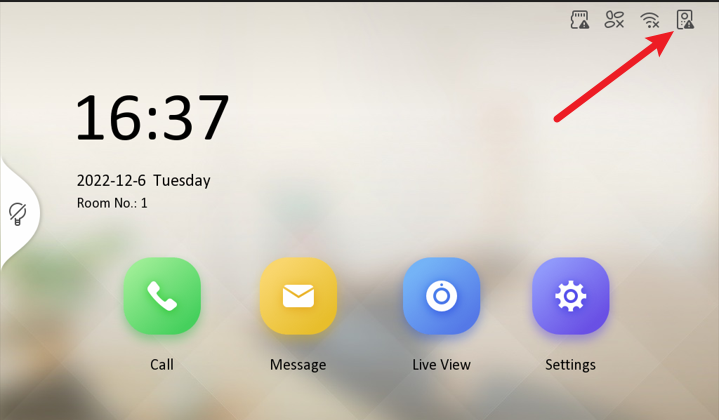 16:37
2022-12-6 Tuesday
Room No.: 1
Call
Message
Live View
Settings